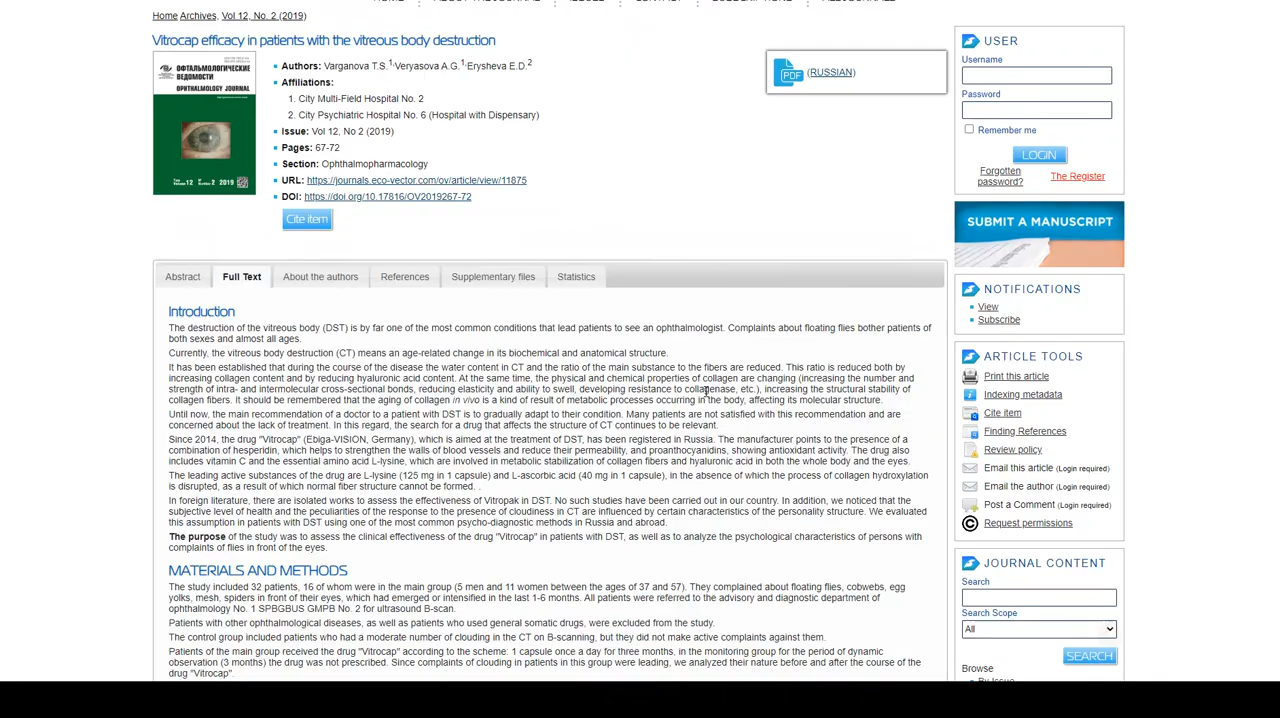 Home Archives, Vol 12, No. 2 (2019)
Vitrocap efficacy in patients with the vitreous body destruction
ОФТАЛЬМОЛОГИЧЕСКИЕ
ВЕДОМОСТИ
OPHTHALMOLOGY JOURNAL
2019
Authors: Varganova T.S.1, Veryasova A.G.1, Erysheva E.D.2
Affiliations:
1. City Multi-Field Hospital No. 2
2. City Psychiatric Hospital No. 6 (Hospital with Dispensary)
Issue: Vol 12, No 2 (2019)
Pages: 67-72
Section: Ophthalmopharmacology
URL: https://journals.eco-vector.com/ov/article/view/11875
DOI: https://doi.org/10.17816/OV2019267-72
Cite item
PDF (RUSSIAN)
Abstract
Full Text
About the authors
References
Supplementary files
Statistics
Introduction
The destruction of the vitreous body (DST) is by far one of the most common conditions that lead patients to see an ophthalmologist. Complaints about floating flies bother patients of
both sexes and almost all ages.
Currently, the vitreous body destruction (CT) means an age-related change in its biochemical and anatomical structure.
It has been established that during the course of the disease the water content in CT and the ratio of the main substance to the fibers are reduced. This ratio is reduced both by
increasing collagen content and by reducing hyaluronic acid content. At the same time, the physical and chemical properties of collagen are changing (increasing the number and
strength of intra- and intermolecular cross-sectional bonds, reducing elasticity and ability to swell, developing resistance to collagenase, etc.), increasing the structural stability of
collagen fibers. It should be remembered that the aging of collagen in vivo is a kind of result of metabolic processes occurring in the body, affecting its molecular structure.
Until now, the main recommendation of a doctor to a patient with DST is to gradually adapt to their condition. Many patients are not satisfied with this recommendation and are
concerned about the lack of treatment. In this regard, the search for a drug that affects the structure of CT continues to be relevant.
Since 2014, the drug "Vitrocap" (Ebiga-VISION, Germany), which is aimed at the treatment of DST, has been registered in Russia. The manufacturer points to the presence of a
combination of hesperidin, which helps to strengthen the walls of blood vessels and reduce their permeability, and proanthocyanidins, showing antioxidant activity. The drug also
includes vitamin C and the essential amino acid L-lysine, which are involved in metabolic stabilization of collagen fibers and hyaluronic acid in both the whole body and the eyes.
The leading active substances of the drug are L-lysine (125 mg in 1 capsule) and L-ascorbic acid (40 mg in 1 capsule), in the absence of which the process of collagen hydroxylation
is disrupted, as a result of which normal fiber structure cannot be formed. .
In foreign literature, there are isolated works to assess the effectiveness of Vitropak in DST. No such studies have been carried out in our country. In addition, we noticed that the
subjective level of health and the peculiarities of the response to the presence of cloudiness in CT are influenced by certain characteristics of the personality structure. We evaluated
this assumption in patients with DST using one of the most common psycho-diagnostic methods in Russia and abroad.
The purpose of the study was to assess the clinical effectiveness of the drug "Vitrocap" in patients with DST, as well as to analyze the psychological characteristics of persons with
complaints of flies in front of the eyes.
MATERIALS AND METHODS
The study included 32 patients, 16 of whom were in the main group (5 men and 11 women between the ages of 37 and 57). They complained about floating flies, cobwebs, egg
yolks, mesh, spiders in front of their eyes, which had emerged or intensified in the last 1-6 months. All patients were referred to the advisory and diagnostic department of
ophthalmology No. 1 SPBGBUS GMPB No. 2 for ultrasound B-scan.
Patients with other ophthalmological diseases, as well as patients who used general somatic drugs, were excluded from the study.
The control group included patients who had a moderate number of clouding in the CT on B-scanning, but they did not make active complaints against them.
Patients of the main group received the drug "Vitrocap" according to the scheme: 1 capsule once a day for three months, in the monitoring group for the period of dynamic
observation (3 months) the drug was not prescribed. Since complaints of clouding in patients in this group were leading, we analyzed their nature before and after the course of the
drug "Vitrocap".
USER
Username
Password
Remember me
LOGIN
Forgotten
password?
The Register
SUBMIT A MANUSCRIPT
NOTIFICATIONS
View
Subscribe
ARTICLE TOOLS
Print this article
Indexing metadata
Cite item
Finding References
Review policy
Email this article (Login required)
Email the author (Login required)
Post a Comment (Login required)
Request permissions
JOURNAL CONTENT
Search
Search Scope
All
SEARCH
Browse